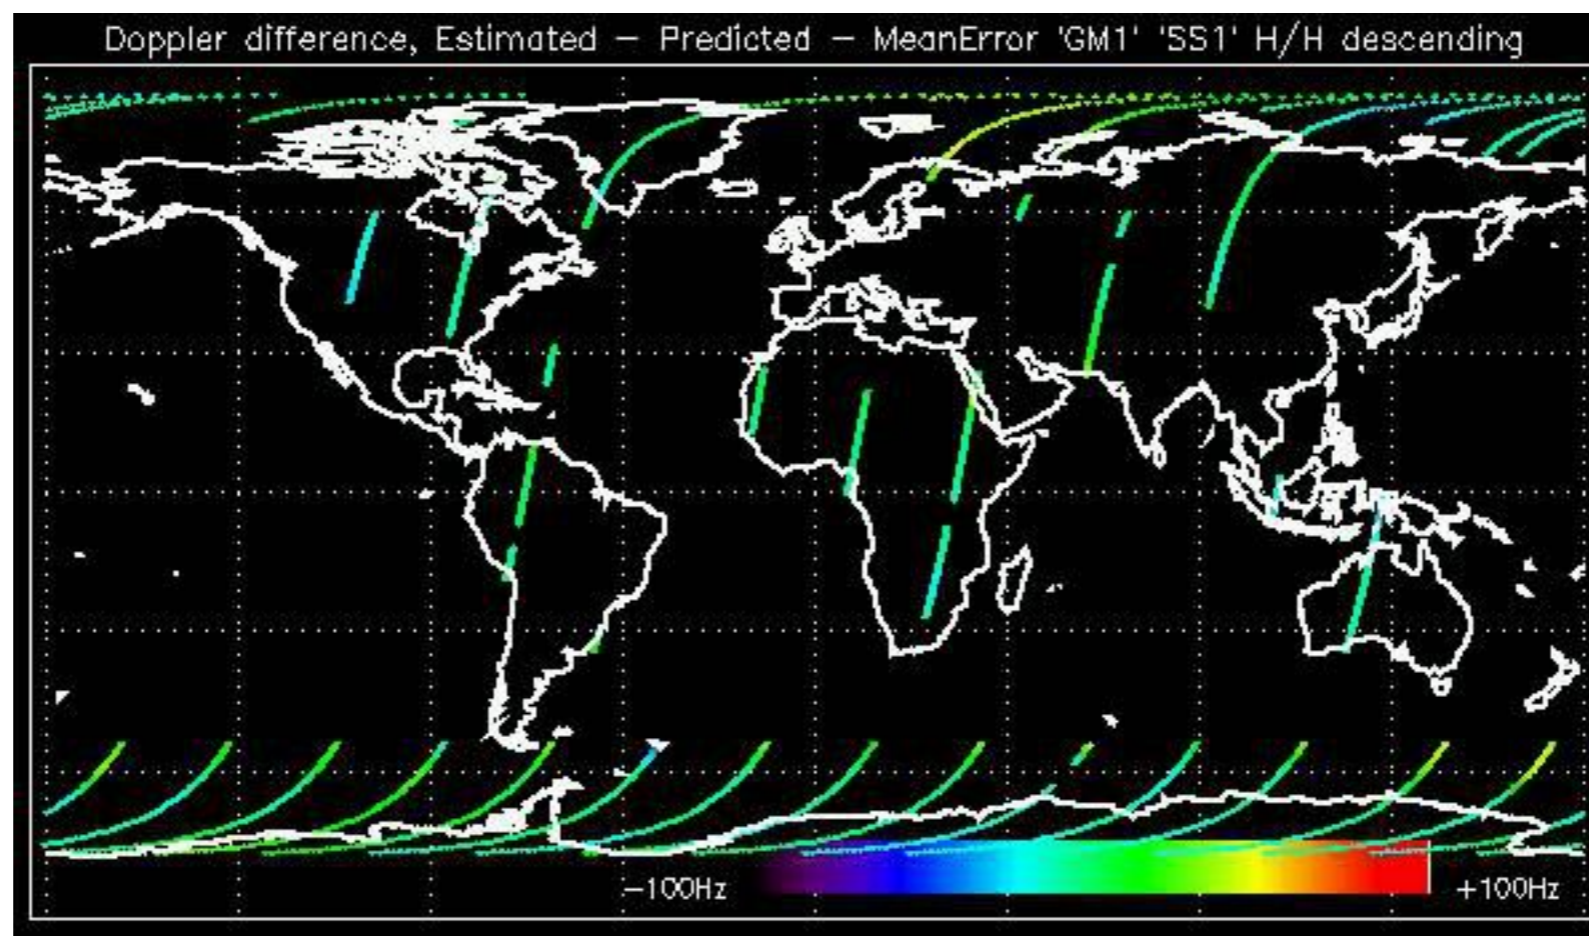 Doppler difference, Estimated – Predicted – MeanError 'GM1' 'SS1' H/H descending
–100Hz
+100Hz